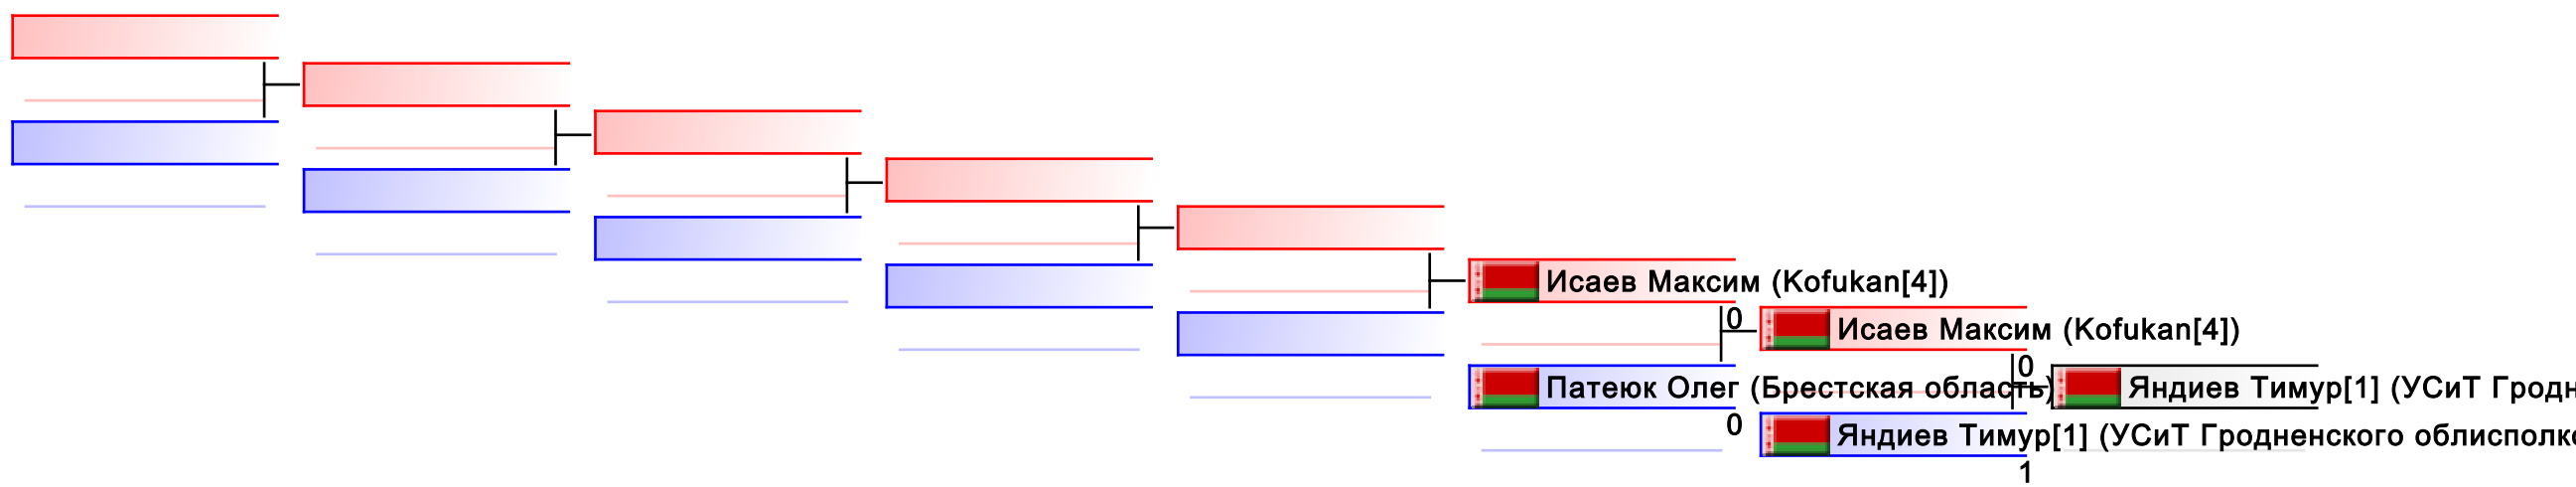 Исаев Максим (Kofukan[4])
0
Исаев Максим (Kofukan[4])
0
Патеюк Олег (Брестская область)
Яндиев Тимур[1] (УСиТ Гродн
0
Яндиев Тимур[1] (УСиТ Гродненского облисполко
1